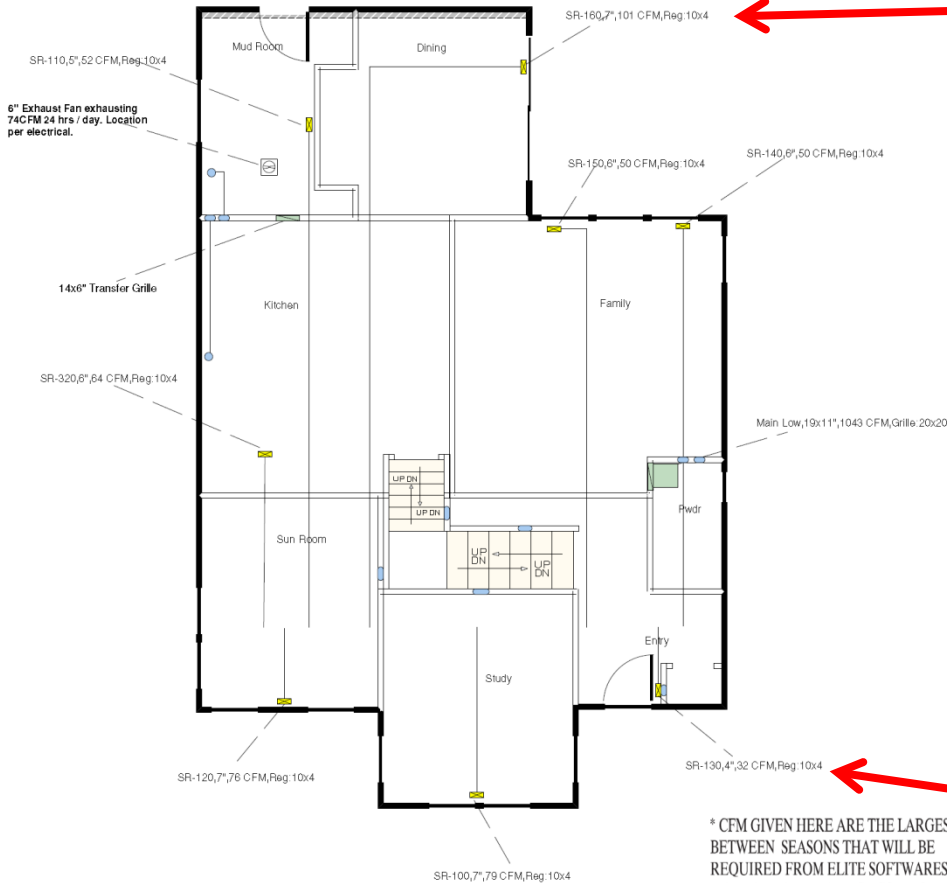 SR-160,7",101 CFM,Reg:10x4
Mud Room
Dining
SR-110,5",52 CFM,Reg:10x4
6" Exhaust Fan exhausting
74CFM 24 hrs / day. Location
per electrical.
SR-150,6",50 CFM,Reg:10x4
SR-140,6",50 CFM,Reg:10x4
14x6" Transfer Grille
Kitchen
Family
SR-320,6",64 CFM,Reg:10x4
Main Low,19x11",1043 CFM,Grille:20x20
UP DN
UP DN
Pwdr
Sun Room
UP
DN
UP
DN
Entry
Study
SR-120,7",76 CFM,Reg:10x4
SR-130,4",32 CFM,Reg:10x4
* CFM GIVEN HERE ARE THE LARGES
BETWEEN SEASONS THAT WILL BE
REQUIRED FROM ELITE SOFTWARES
SR-100,7",79 CFM,Reg:10x4